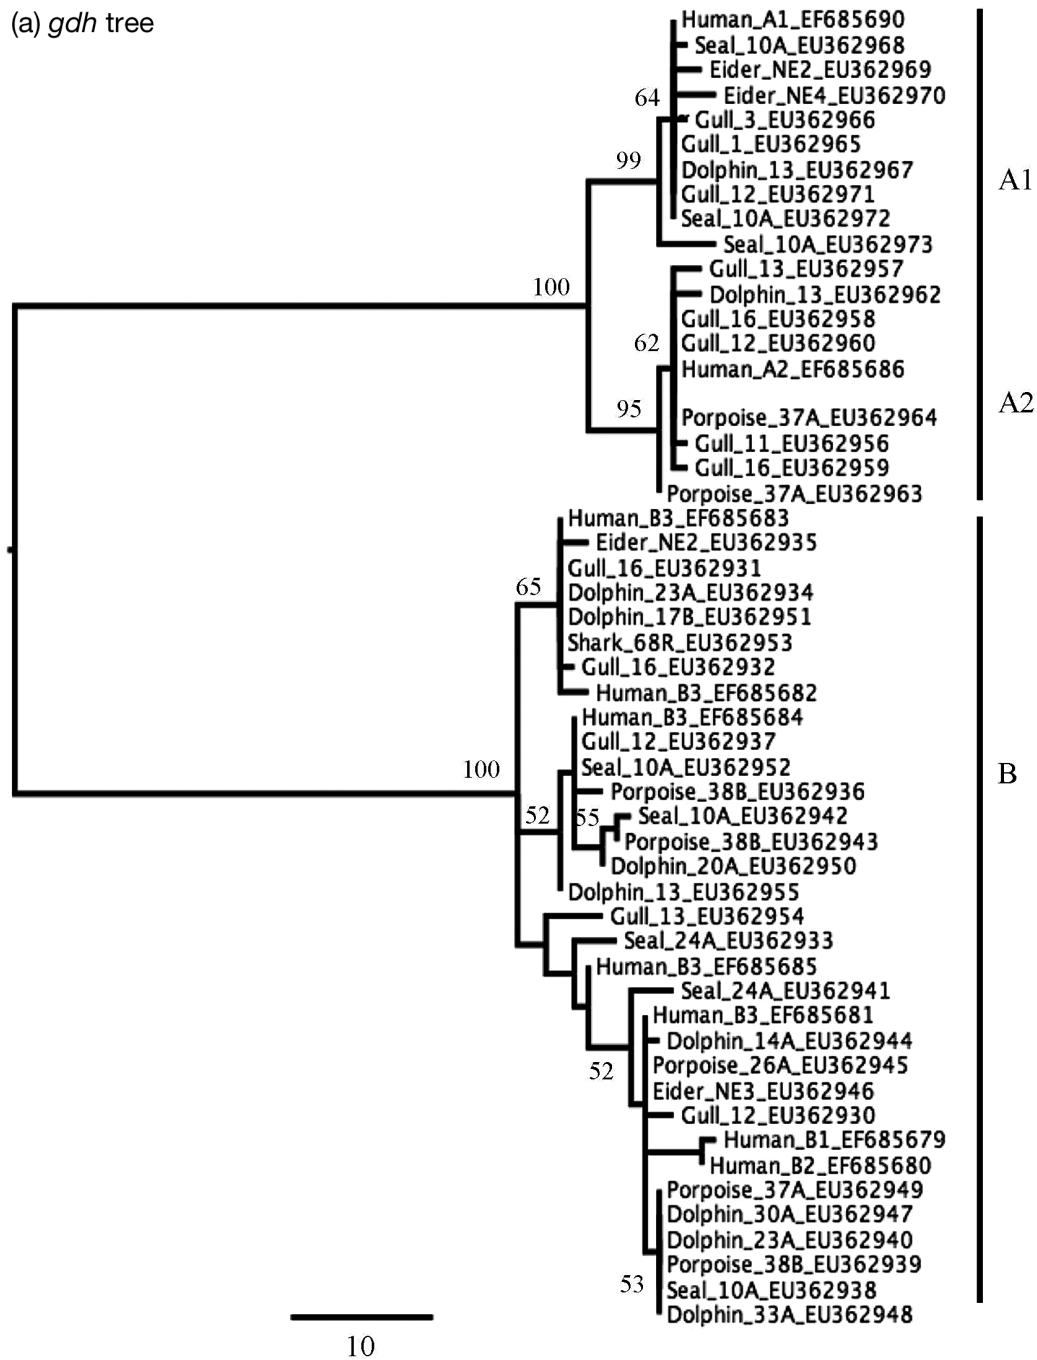 (a) gdh tree
Human_A1_EF685690
Seal_10A_EU362968
Eider_NE2_EU362969
Eider_NE4_EU362970
64
Gull_3_EU362966
Gull_1_EU362965
99
Dolphin_13_EU362967
A1
Gull_12_EU362971
Seal_10A_EU362972
Seal_10A_EU362973
Gull_13_EU362957
100
Dolphin_13_EU362962
Gull_16_EU362958
62
Gull_12_EU362960
Human_A2_EF685686
A2
95
Porpoise_37A_EU362964
Gull_11_EU362956
Gull_16_EU362959
Porpoise_37A_EU362963
Human_B3_EF685683
Eider_NE2_EU362935
Gull_16_EU362931
65
Dolphin_23A_EU362934
Dolphin_17B_EU362951
Shark_68R_EU362953
Gull_16_EU362932
Human_B3_EF685682
Human_B3_EF685684
Gull_12_EU362937
100
Seal_10A_EU362952
B
Porpoise_38B_EU362936
52
55
Seal_10A_EU362942
Porpoise_38B_EU362943
Dolphin_20A_EU362950
Dolphin_13_EU362955
Gull_13_EU362954
Seal_24A_EU362933
Human_B3_EF685685
Seal_24A_EU362941
Human_B3_EF685681
Dolphin_14A_EU362944
52
Porpoise_26A_EU362945
Eider_NE3_EU362946
Gull_12_EU362930
Human_B1_EF685679
Human_B2_EF685680
Porpoise_37A_EU362949
Dolphin_30A_EU362947
Dolphin_23A_EU362940
Porpoise_38B_EU362939
53
Seal_10A_EU362938
Dolphin_33A_EU362948
10